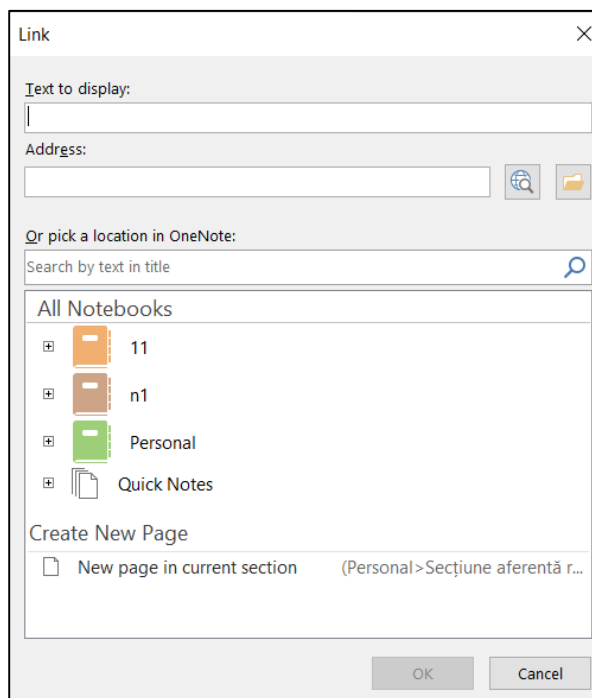 Link
Text to display:
Address:
Or pick a location in OneNote:
Search by text in title
All Notebooks
11
n1
Personal
Quick Notes
Create New Page
New page in current section (Personal>Secțiune aferentă r...
OK Cancel